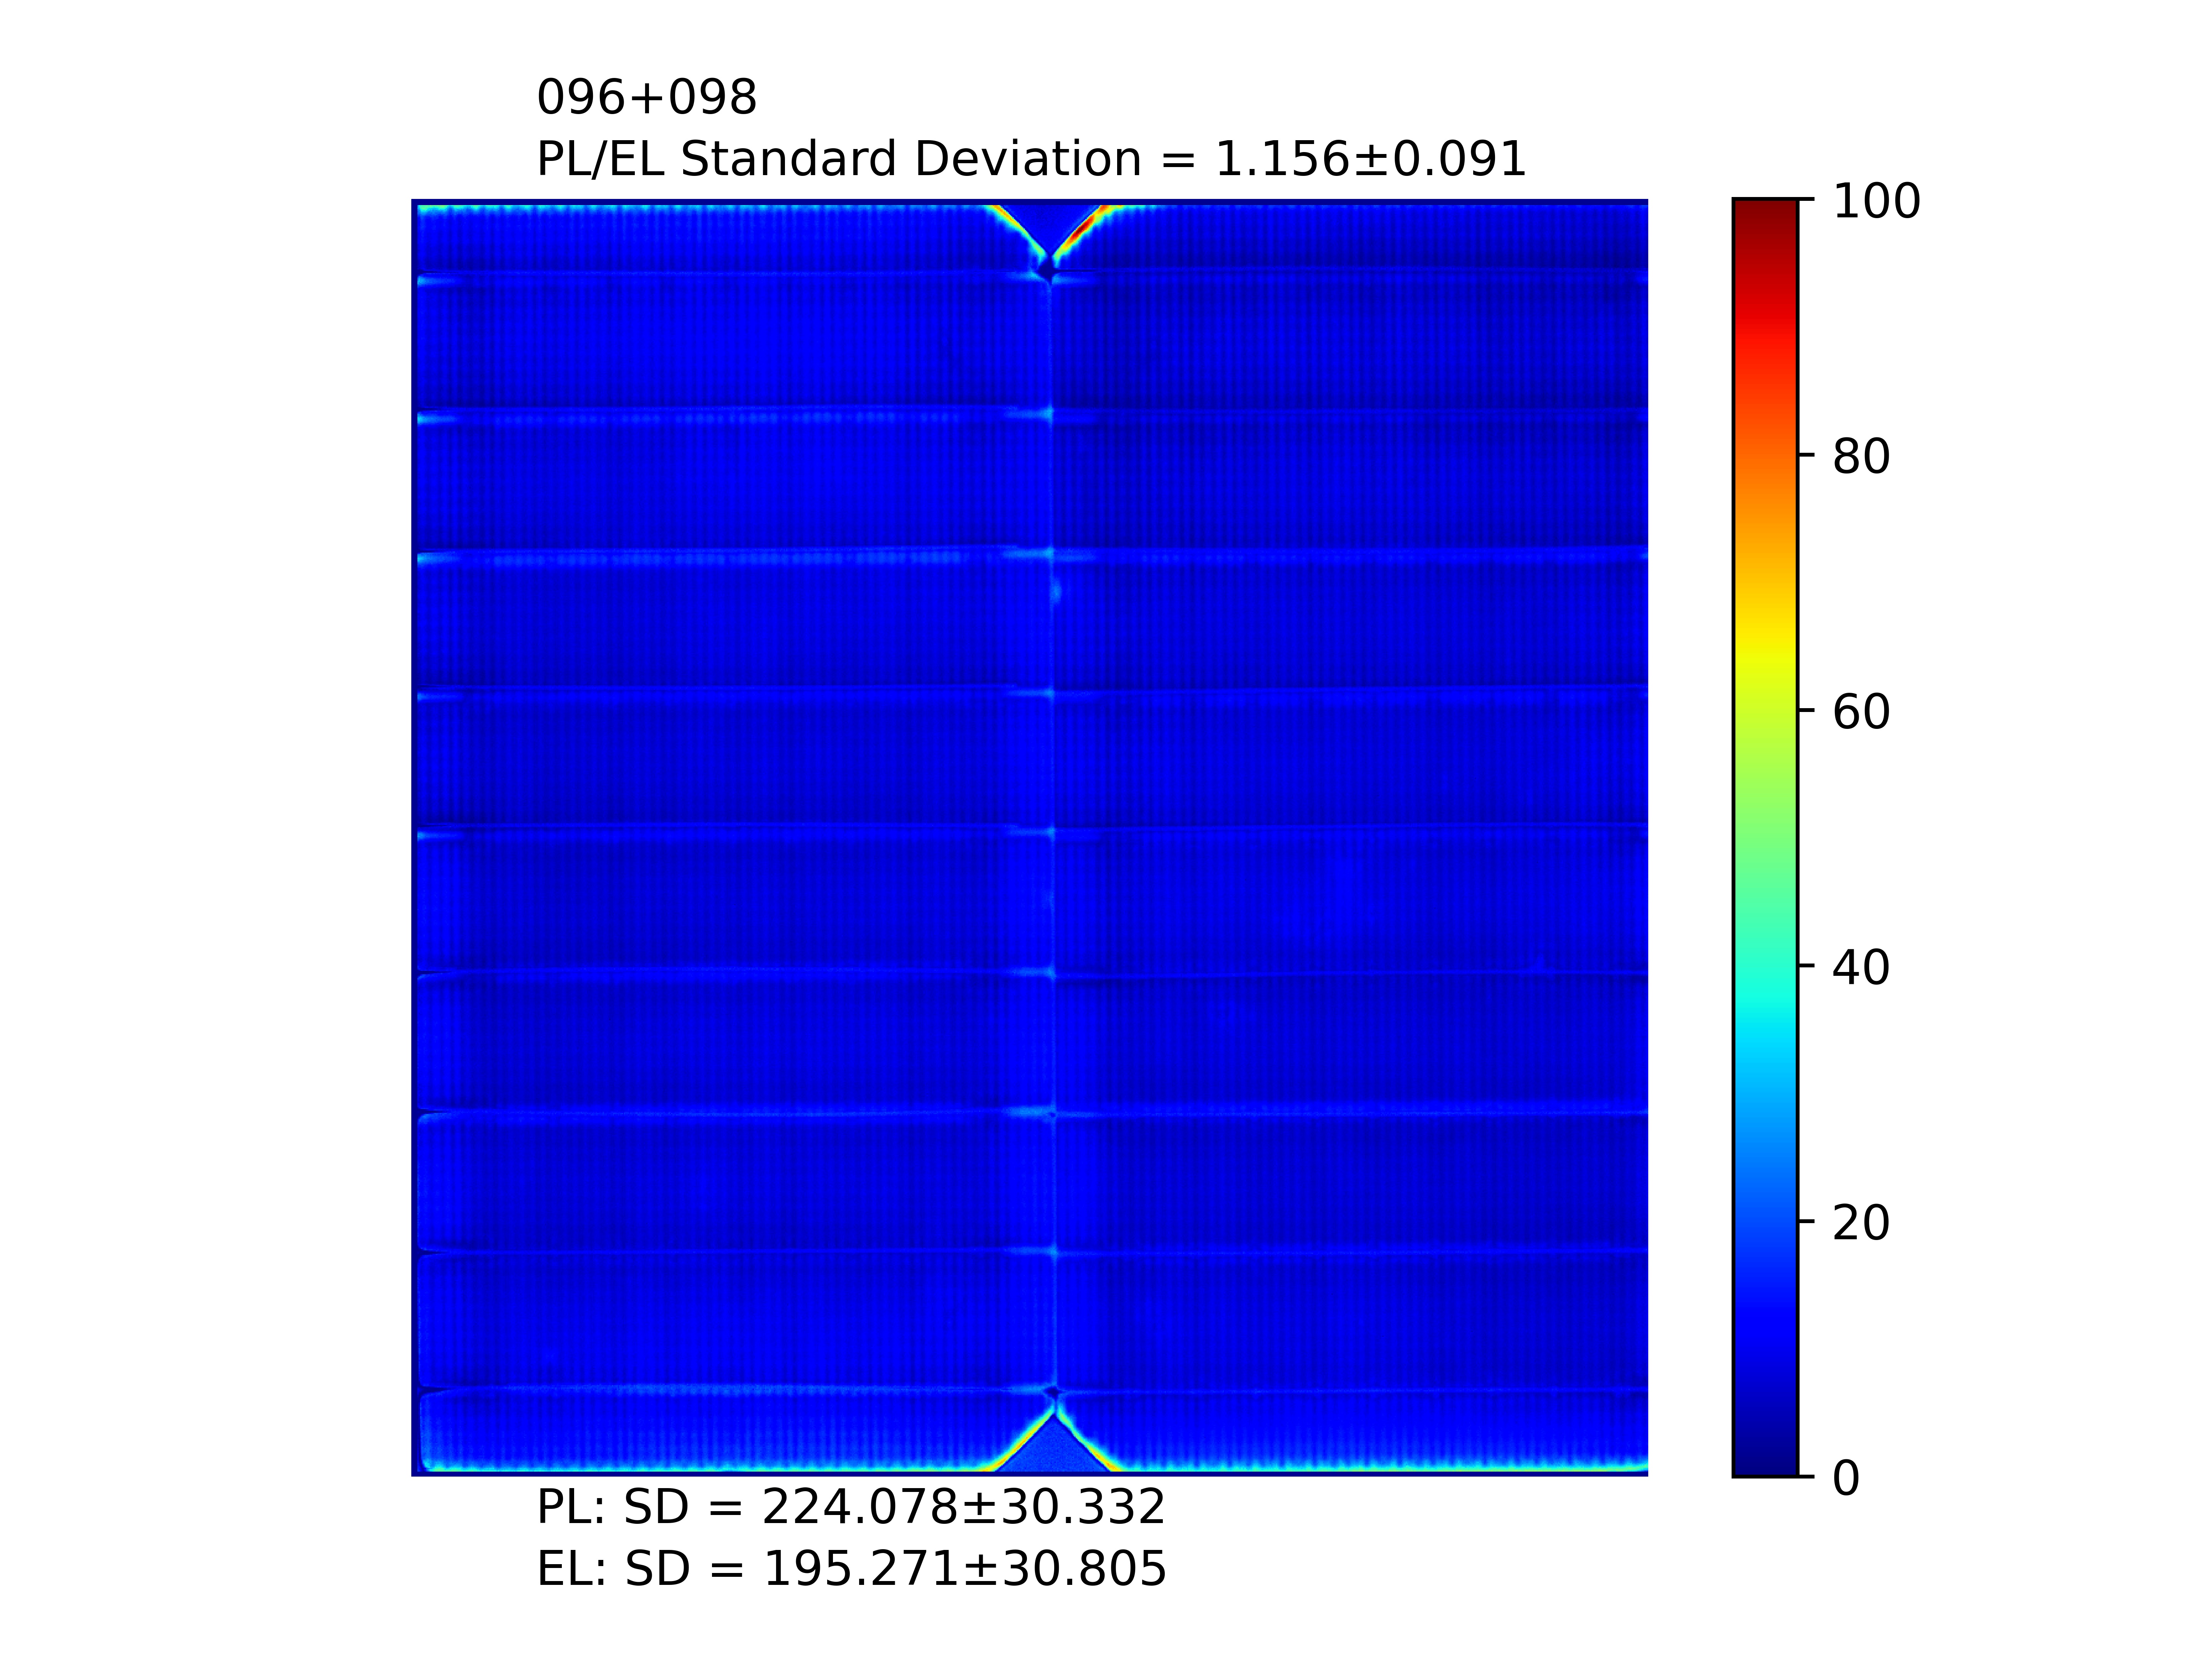 096+098
PL/EL Standard Deviation = 1.156±0.091
100
80
60
40
20
0
PL: SD = 224.078±30.332
EL: SD = 195.271±30.805